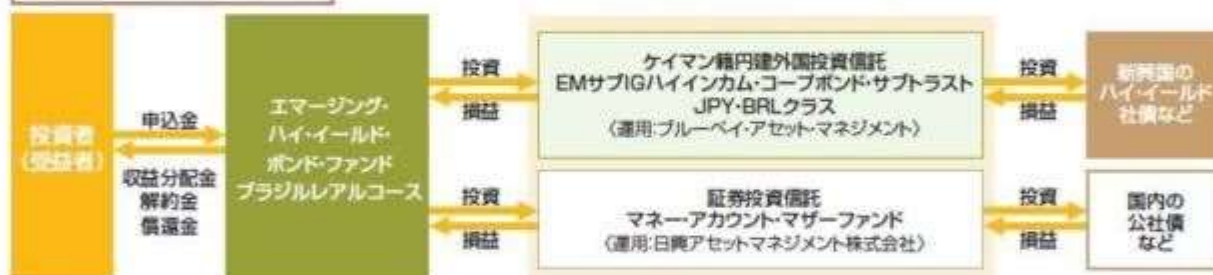 投資者
(受益者)
申込金
収益分配金
解約金
償還金
エマージング・
ハイ・イールド・
ボンド・ファンド
ブラジルレアルコース
投資
損益
ケイマン籍円建外国投資信託
EMサブIGハイインカム・コープボンド・サブトラスト
JPY・BRLクラス
〈運用:ブルーベイ・アセット・マネジメント〉
投資
損益
新興国の
ハイ・イールド
社債など
投資
損益
証券投資信託
マネー・アカウント・マザーファンド
〈運用:日興アセットマネジメント株式会社〉
投資
損益
国内の
公社債
など